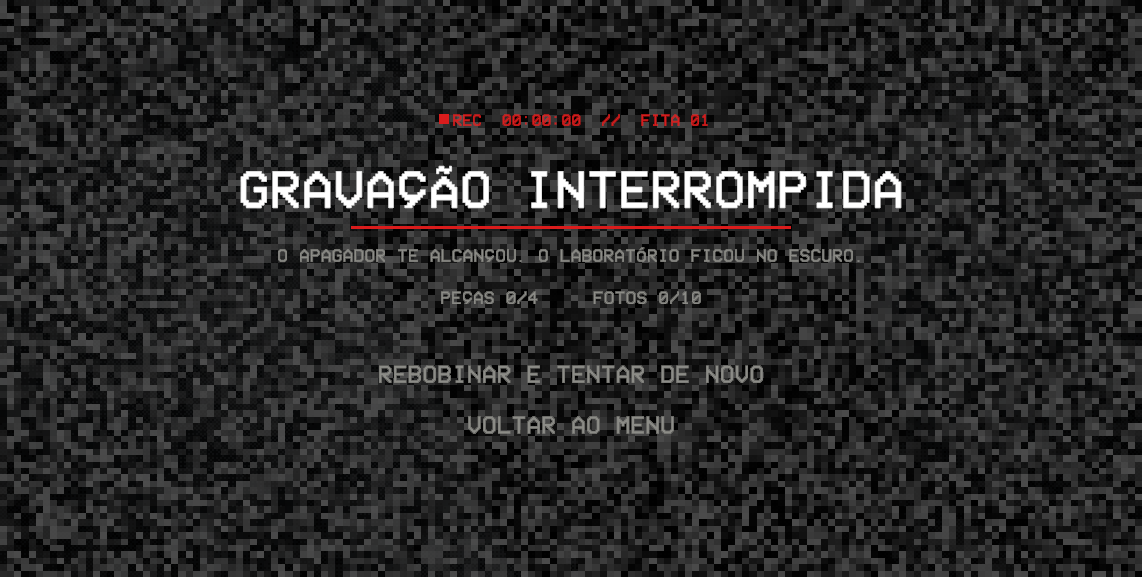 REC 00:00:00 // FITA 01
GRAVAÇÃO INTERROMPIDA
O APAGADOR TE ALCANÇOU. O LABORATÓRIO FICOU NO ESCURO.
PEÇAS 0/4 · FOTOS 0/10
REBOBINAR E TENTAR DE NOVO
VOLTAR AO MENU